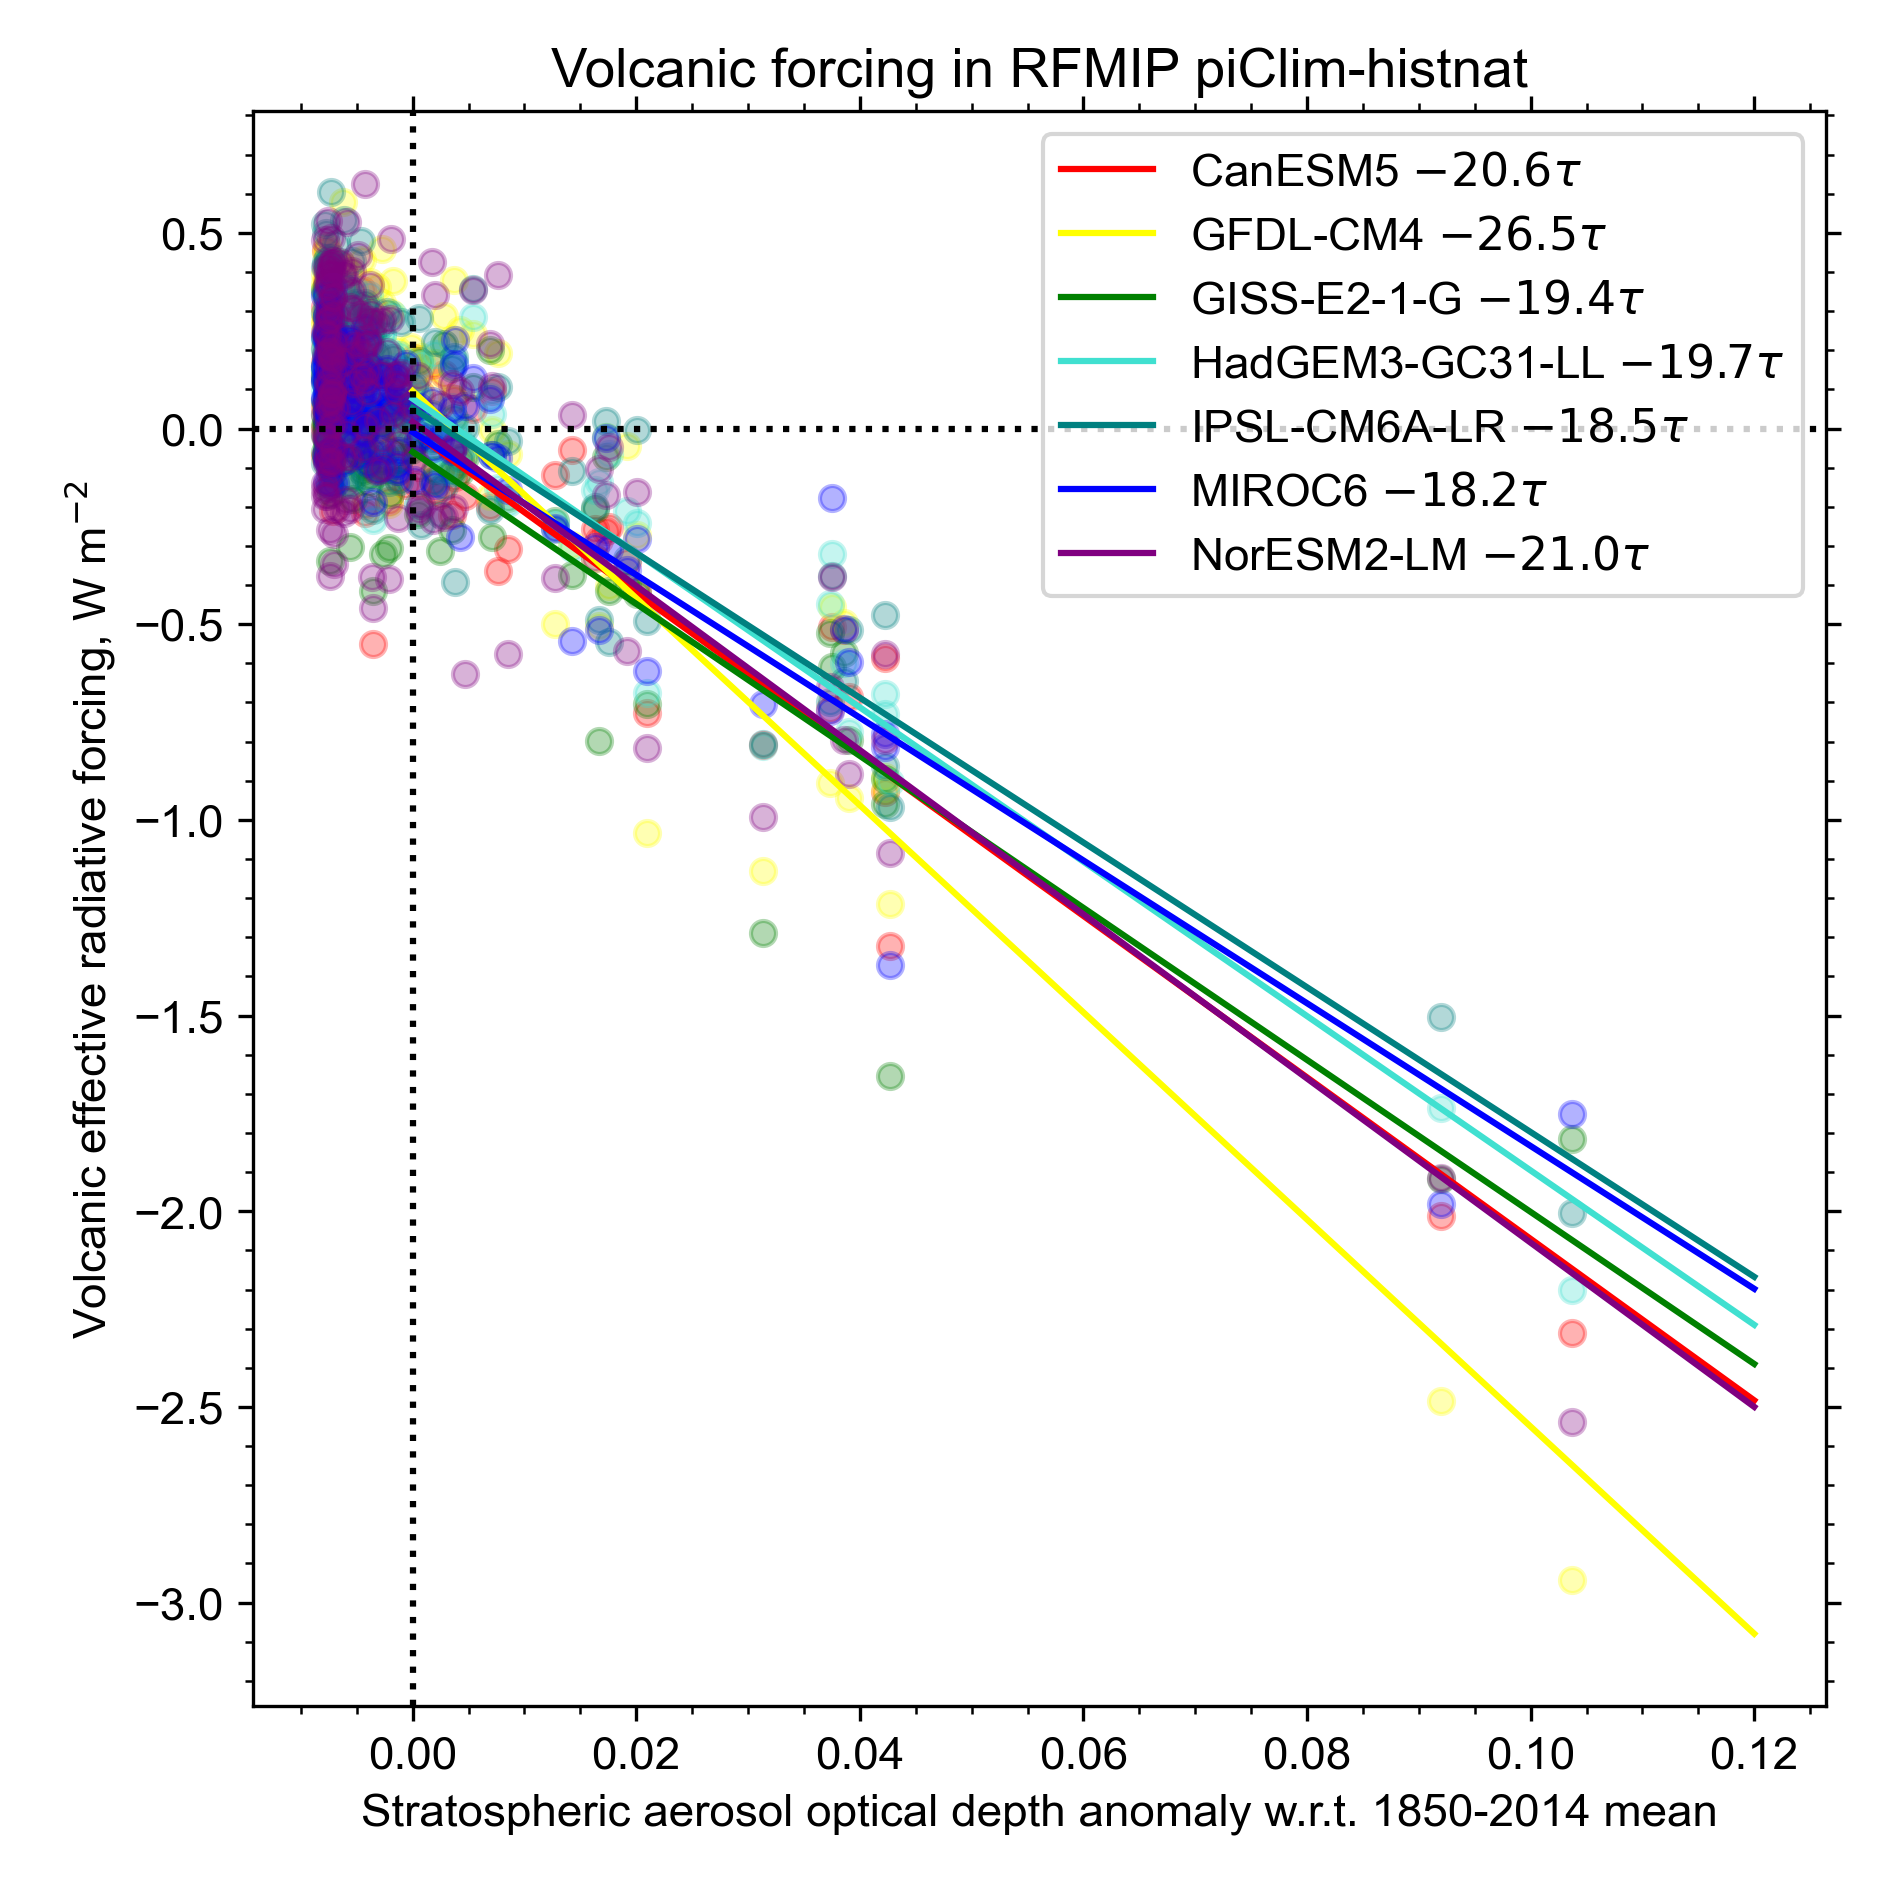 Volcanic forcing in RFMIP piClim-histnat
CanESM5 −20.6τ
GFDL-CM4 −26.5τ
GISS-E2-1-G −19.4τ
HadGEM3-GC31-LL −19.7τ
IPSL-CM6A-LR −18.5τ
MIROC6 −18.2τ
NorESM2-LM −21.0τ
Volcanic effective radiative forcing, W m⁻²
0.5
0.0
−0.5
−1.0
−1.5
−2.0
−2.5
−3.0
0.00 0.02 0.04 0.06 0.08 0.10 0.12
Stratospheric aerosol optical depth anomaly w.r.t. 1850-2014 mean